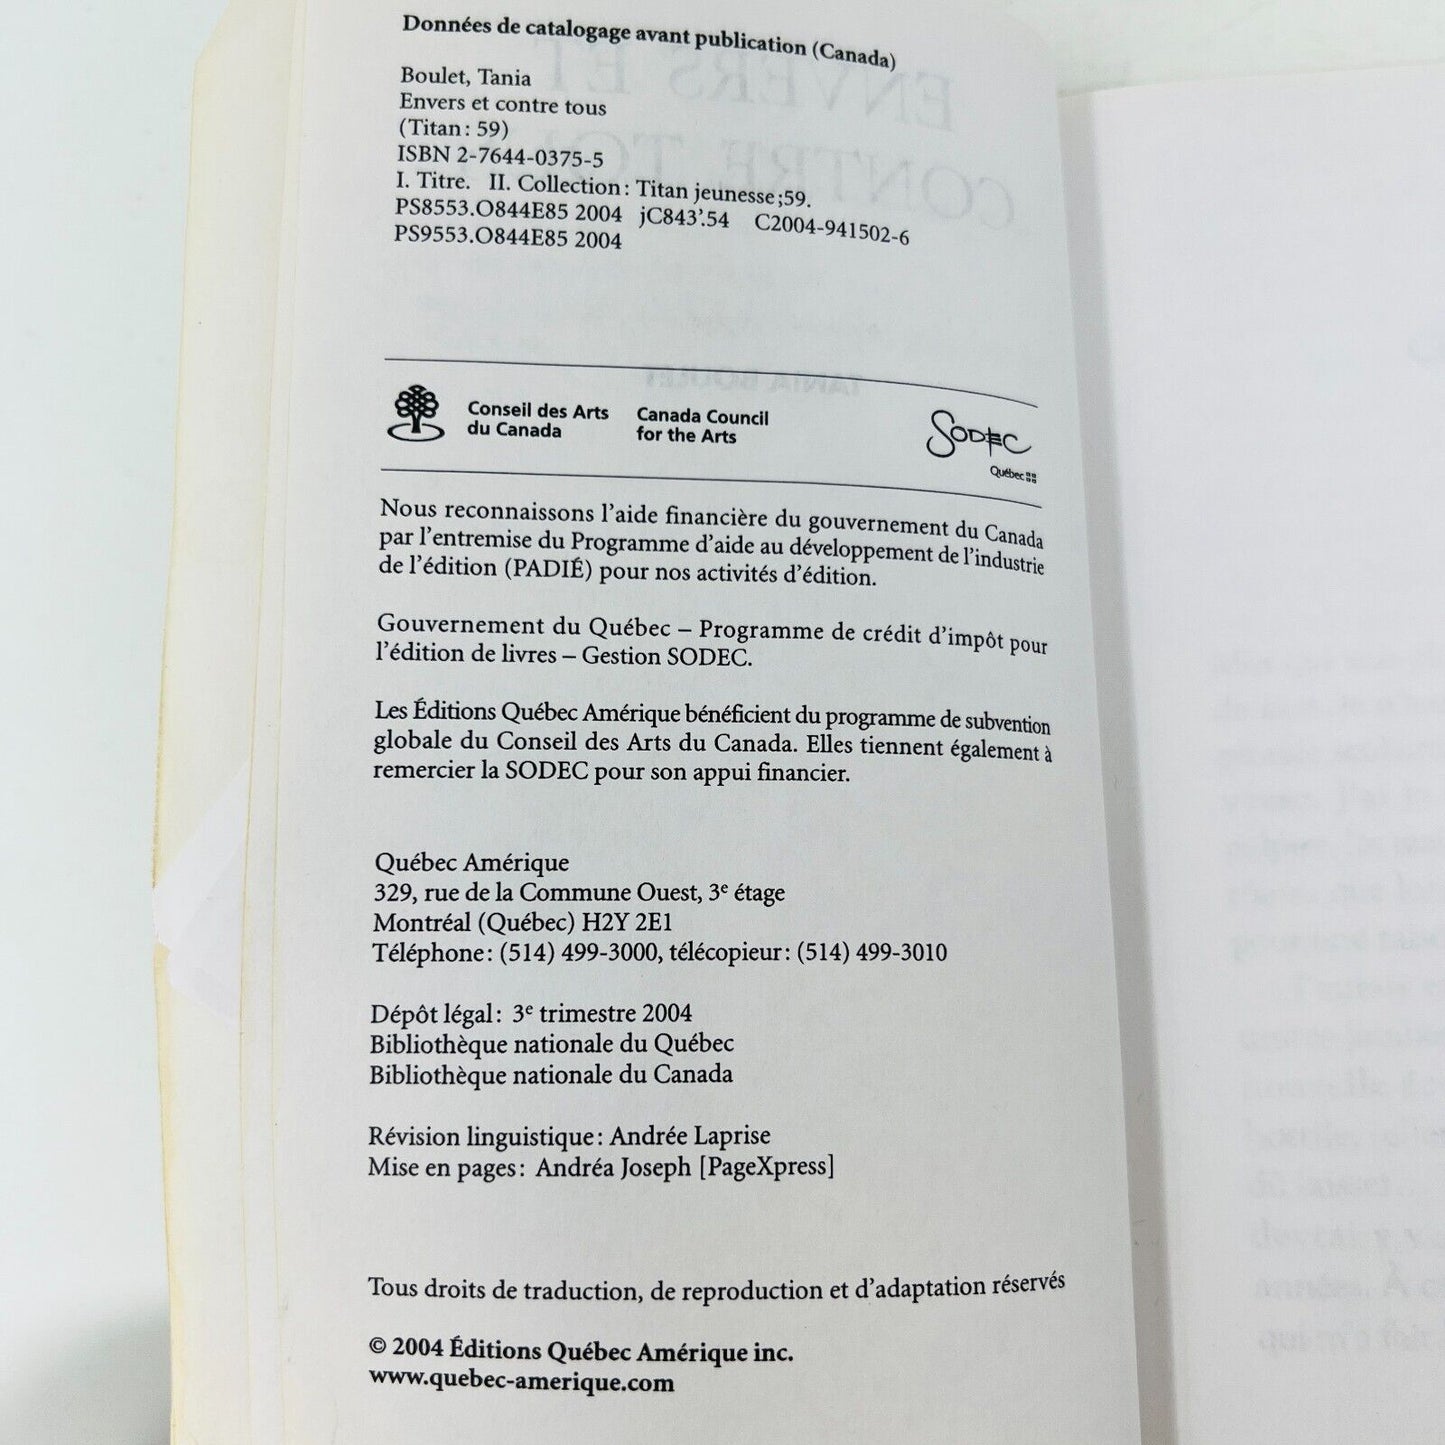 Données de catalogage avant publication (Canada)
Boulet, Tania
Envers et contre tous
(Titan : 59)
ISBN 2-7644-0375-5
I. Titre. II. Collection : Titan jeunesse ;59.
PS8553.O844E85 2004 jC843'.54 C2004-941502-6
PS9553.O844E85 2004
Conseil des Arts
du Canada
Canada Council
for the Arts
SODEC
Québec
Nous reconnaissons l'aide financière du gouvernement du Canada
par l'entremise du Programme d'aide au développement de l'industrie
de l'édition (PADIÉ) pour nos activités d'édition.
Gouvernement du Québec – Programme de crédit d'impôt pour
l'édition de livres – Gestion SODEC.
Les Éditions Québec Amérique bénéficient du programme de subvention
globale du Conseil des Arts du Canada. Elles tiennent également à
remercier la SODEC pour son appui financier.
Québec Amérique
329, rue de la Commune Ouest, 3e étage
Montréal (Québec) H2Y 2E1
Téléphone : (514) 499-3000, télécopieur : (514) 499-3010
Dépôt légal : 3e trimestre 2004
Bibliothèque nationale du Québec
Bibliothèque nationale du Canada
Révision linguistique : Andrée Laprise
Mise en pages : Andréa Joseph [PageXpress]
Tous droits de traduction, de reproduction et d'adaptation réservés
© 2004 Éditions Québec Amérique inc.
www.quebec-amerique.com